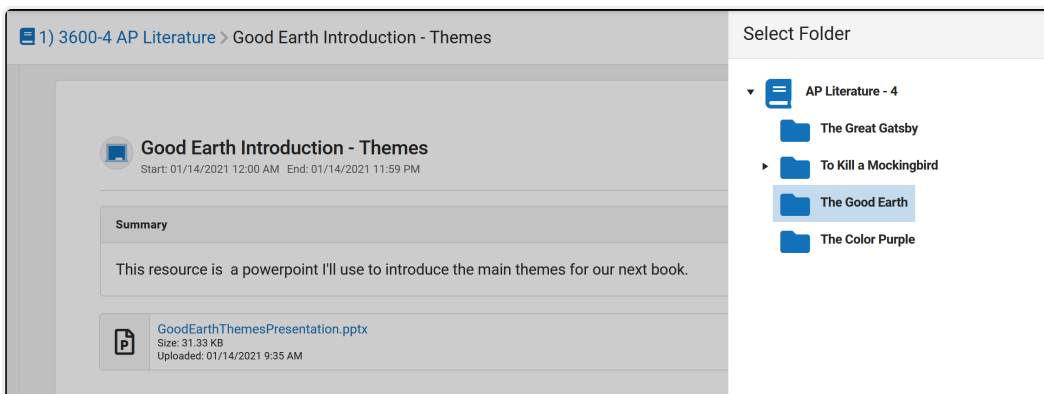 1) 3600-4 AP Literature > Good Earth Introduction - Themes
Good Earth Introduction - Themes
Start: 01/14/2021 12:00 AM End: 01/14/2021 11:59 PM
Summary
This resource is a powerpoint I'll use to introduce the main themes for our next book.
P
GoodEarthThemesPresentation.pptx
Size: 31.33 KB
Uploaded: 01/14/2021 9:35 AM
Select Folder
AP Literature - 4
The Great Gatsby
To Kill a Mockingbird
The Good Earth
The Color Purple